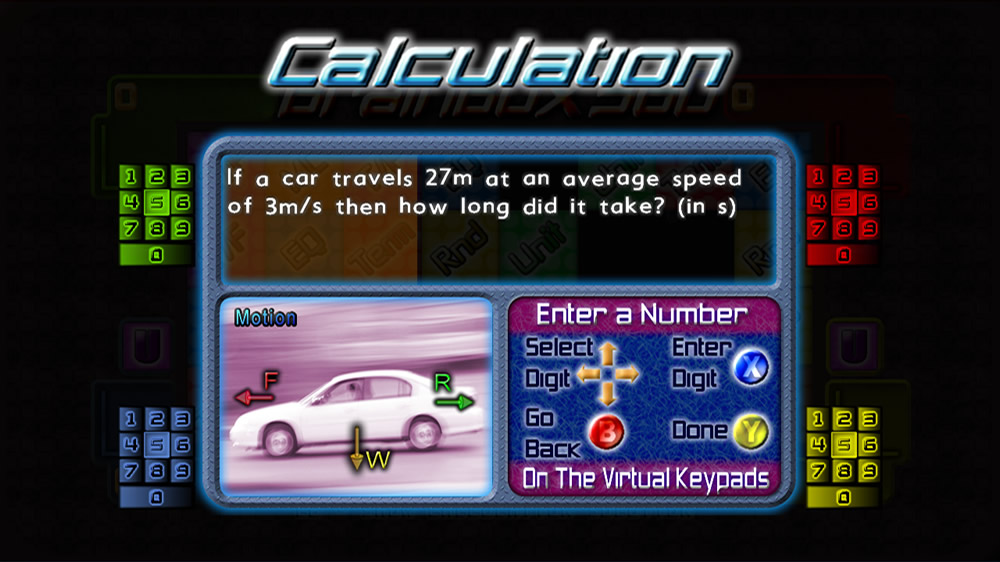 Calculation
If a car travels 27m at an average speed
of 3m/s then how long did it take? (in s)
1 2 3
4 5 6
7 8 9
0
1 2 3
4 5 6
7 8 9
0
Motion
F
R
W
Enter a Number
Select
Digit
Enter
Digit
X
Go
Back
B
Done
Y
On The Virtual Keypads
1 2 3
4 5 6
7 8 9
0
1 2 3
4 5 6
7 8 9
0
EQ
Rnd
Unit